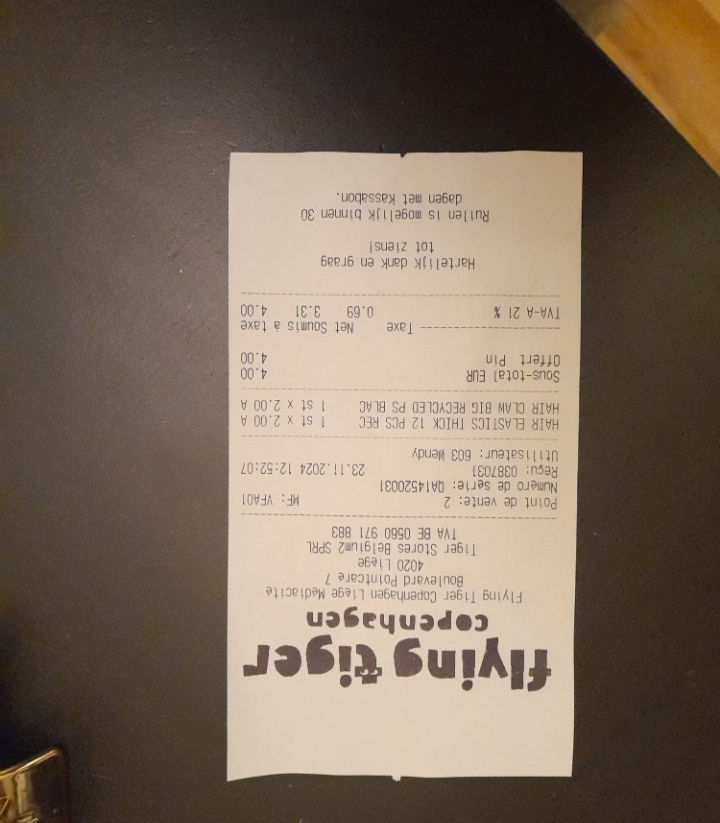 flying tiger
copenhagen
Flying Tiger Copenhagen Liege Mediacite
Boulevard Pointcare 7
4020 Liege
Tiger Stores Belgium2 SPRL
TVA BE 0560 971 883
Point de vente: 2 MF: VFA01
Numero de serie: QA14520031
Reçu: 0387031 23.11.2024 12:52:07
Utilisateur: 603 Wendy
HAIR ELASTICS THICK 12 PCS REC 1 st x 2.00 A
HAIR CLAW BIG RECYCLED PS BLAC 1 st x 2.00 A
Sous-total EUR 4.00
Offert Pin 4.00
Taxe Net Soumis à taxe
TVA-A 21 % 0.69 3.31 4.00
Hartelijk dank en graag
tot ziens!
Ruilen is mogelijk binnen 30
dagen met Kassabon.